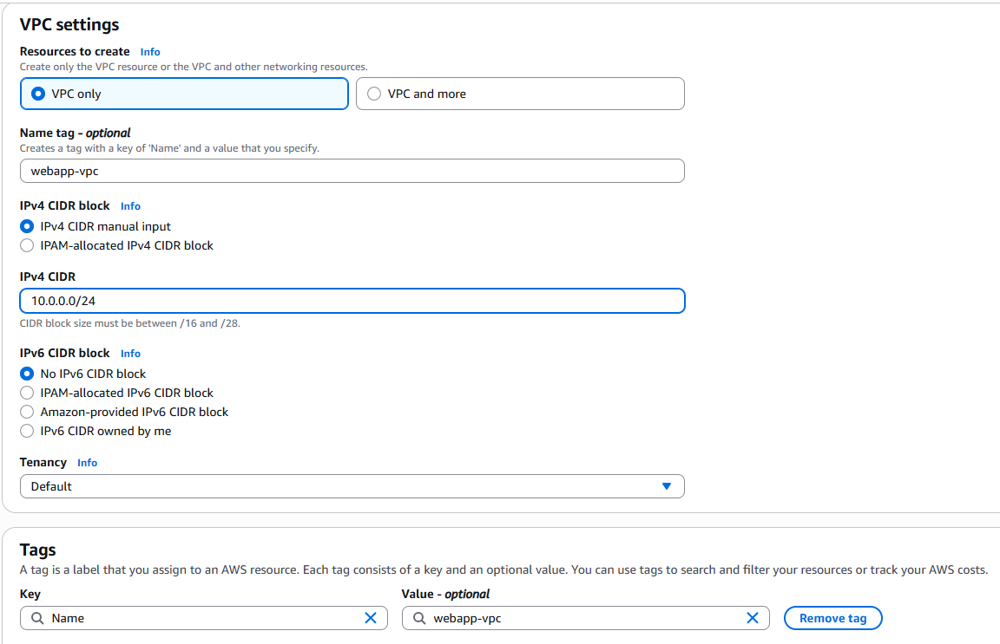 VPC settings
Resources to create Info
Create only the VPC resource or the VPC and other networking resources.
VPC only VPC and more
Name tag - optional
Creates a tag with a key of 'Name' and a value that you specify.
webapp-vpc
IPv4 CIDR block Info
IPv4 CIDR manual input
IPAM-allocated IPv4 CIDR block
IPv4 CIDR
10.0.0.0/24
CIDR block size must be between /16 and /28.
IPv6 CIDR block Info
No IPv6 CIDR block
IPAM-allocated IPv6 CIDR block
Amazon-provided IPv6 CIDR block
IPv6 CIDR owned by me
Tenancy Info
Default
Tags
A tag is a label that you assign to an AWS resource. Each tag consists of a key and an optional value. You can use tags to search and filter your resources or track your AWS costs.
Key Value - optional
Name webapp-vpc Remove tag